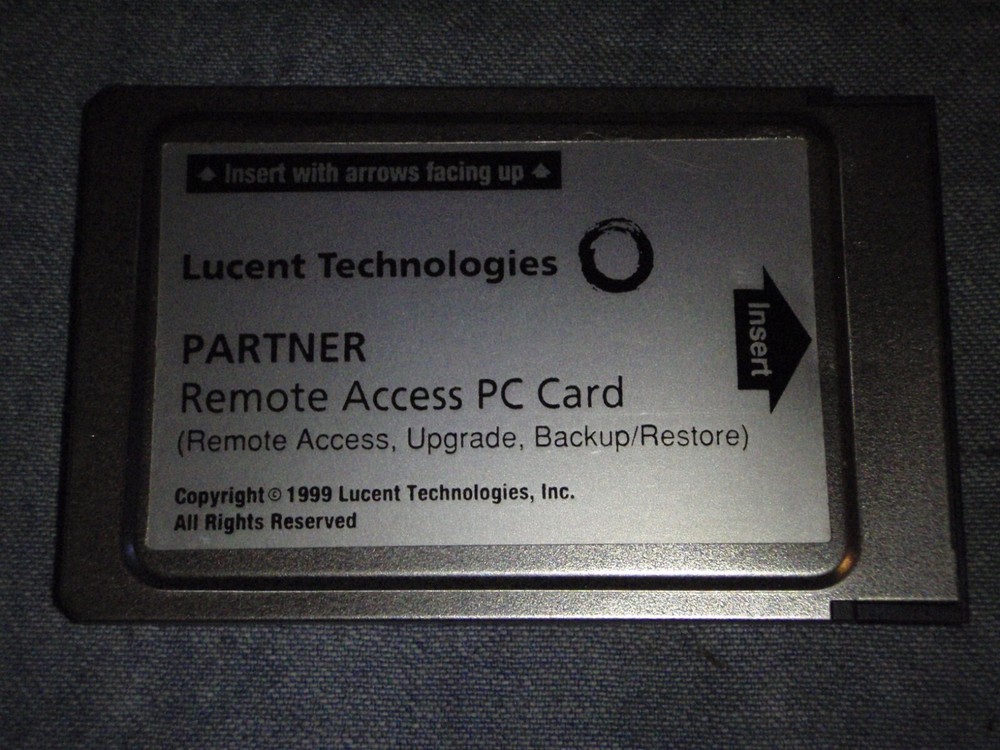 Insert with arrows facing up
Lucent Technologies
Insert
PARTNER
Remote Access PC Card
(Remote Access, Upgrade, Backup/Restore)
Copyright © 1999 Lucent Technologies, Inc.
All Rights Reserved